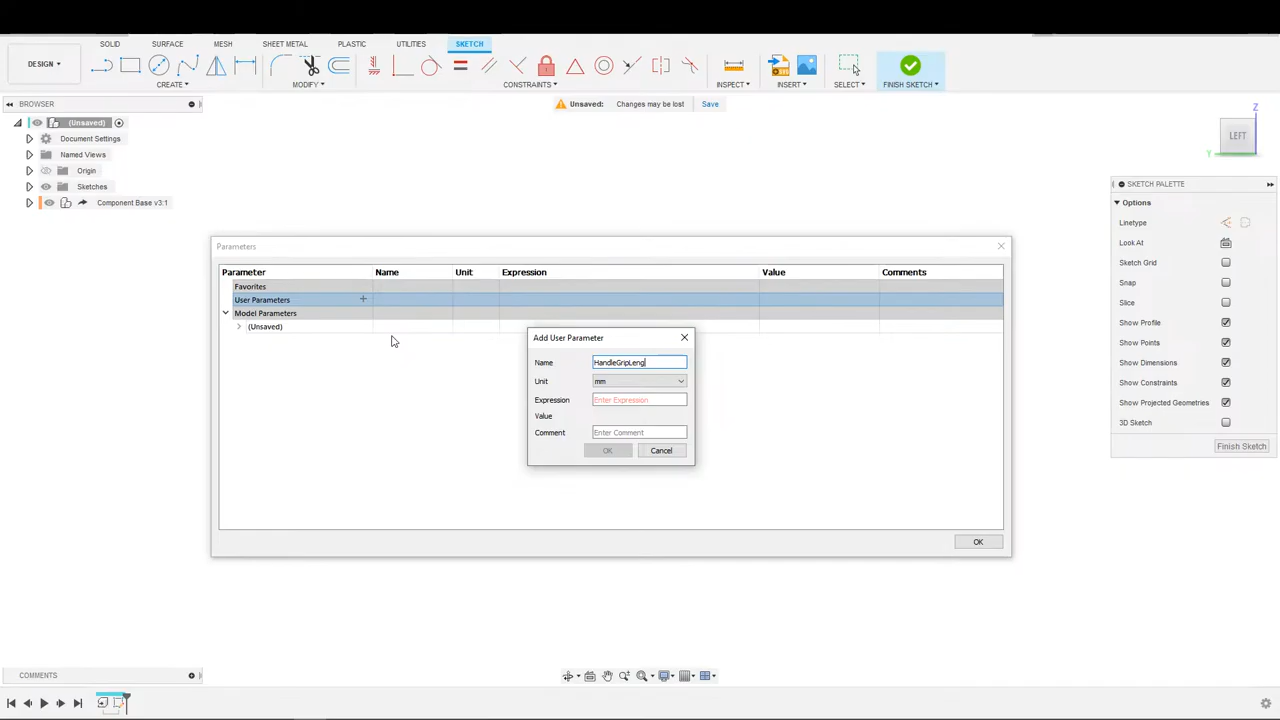 SOLID SURFACE MESH SHEET METAL PLASTIC UTILITIES SKETCH
DESIGN
CREATE MODIFY CONSTRAINTS INSPECT INSERT SELECT FINISH SKETCH
BROWSER
Unsaved: Changes may be lost Save
(Unsaved)
Document Settings
Named Views
Origin
Sketches
Component Base v3:1
Z
LEFT
Y
SKETCH PALETTE
Options
Linetype
Look At
Sketch Grid
Snap
Slice
Show Profile
Show Points
Show Dimensions
Show Constraints
Show Projected Geometries
3D Sketch
Finish Sketch
Parameters
Parameter Name Unit Expression Value Comments
Favorites
User Parameters
Model Parameters
(Unsaved)
Add User Parameter
Name HandleGripLeng
Unit mm
Expression Enter Expression
Value
Comment Enter Comment
OK Cancel
OK
COMMENTS